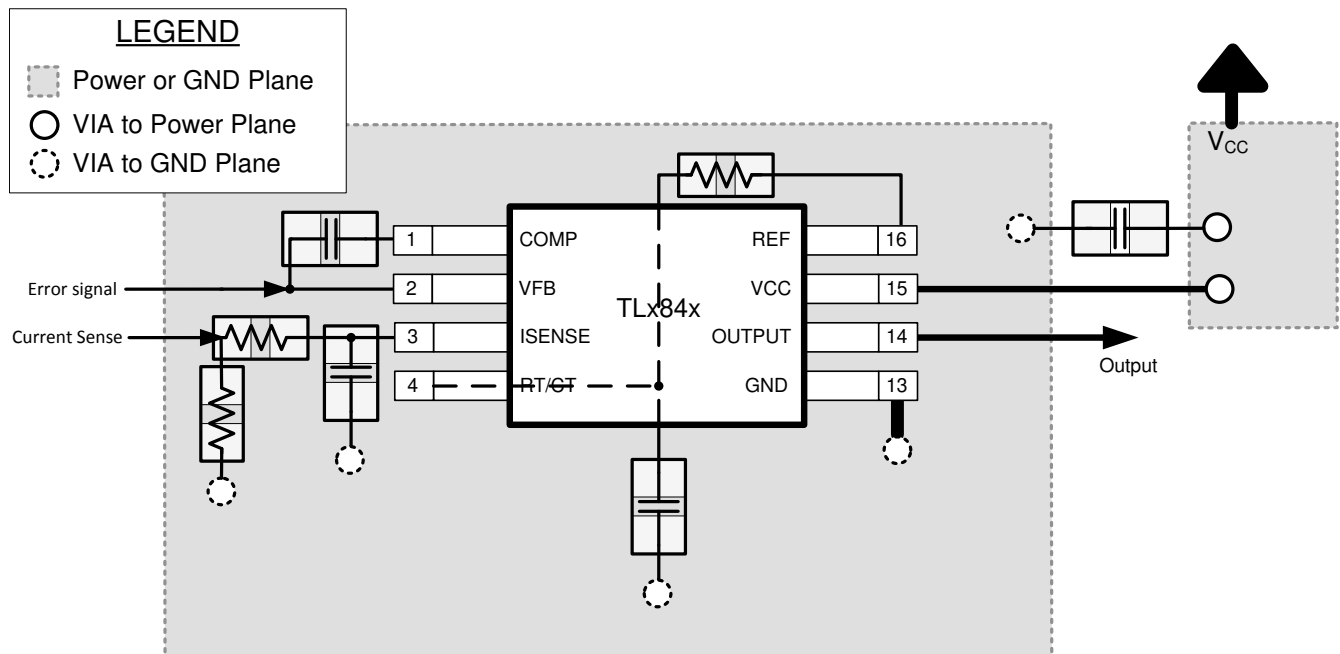 LEGEND
Power or GND Plane
VIA to Power Plane
VIA to GND Plane
VCC
1 COMP
REF 16
Error signal
2 VFB
TLx84x
VCC 15
Current Sense
3 ISENSE
OUTPUT 14
Output
4 RT/CT
GND 13